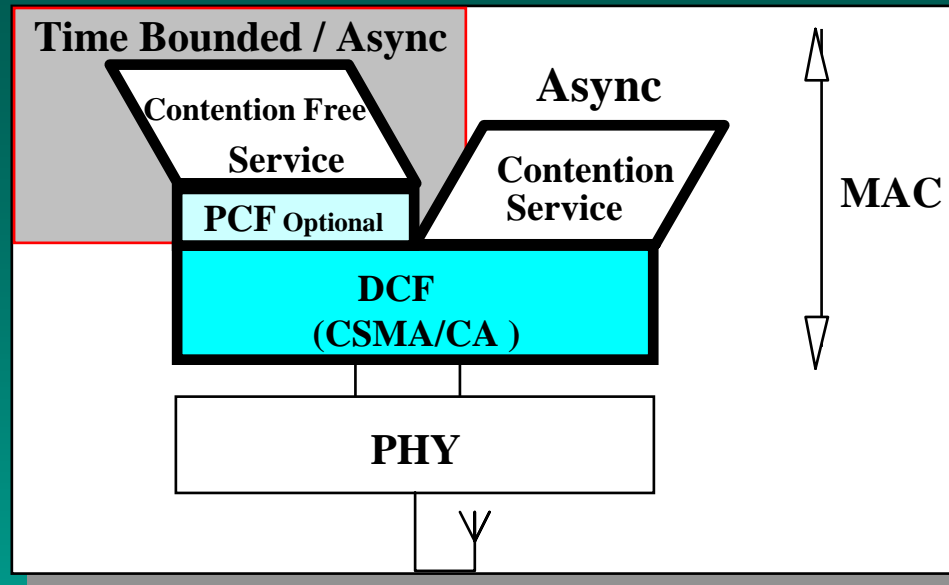 Time Bounded / Async
Contention Free
Service
Async
Contention
Service
MAC
PCF Optional
DCF
(CSMA/CA )
PHY